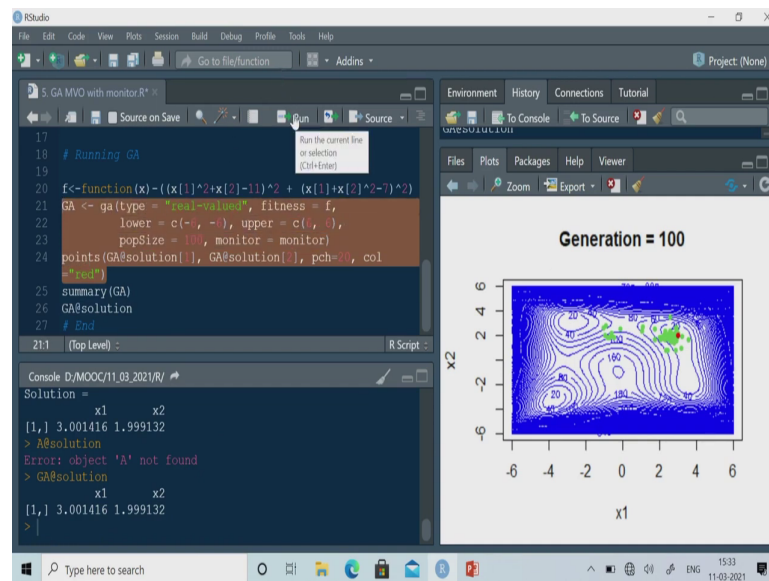 RStudio
File Edit Code View Plots Session Build Debug Profile Tools Help
Go to file/function Addins Project: (None)
5. GA MVO with monitor.R*
Source on Save Run Source
Run the current line
or selection
(Ctrl+Enter)
17
18 # Running GA
19
20 f<-function(x)-((x[1]^2+x[2]-11)^2 + (x[1]+x[2]^2-7)^2)
21 GA <- ga(type = "real-valued", fitness = f,
22 lower = c(-6, -6), upper = c(6, 6),
23 popSize = 100, monitor = monitor)
24 points(GA@solution[1], GA@solution[2], pch=20, col
="red")
25 summary(GA)
26 GA@solution
27 # End
21:1 (Top Level) R Script
Console D:/MOOC/11_03_2021/R/
Solution =
x1 x2
[1,] 3.001416 1.999132
> A@solution
Error: object 'A' not found
> GA@solution
x1 x2
[1,] 3.001416 1.999132
>
Environment History Connections Tutorial
To Console To Source
GA@solution
Files Plots Packages Help Viewer
Zoom Export
Generation = 100
x2
-6 -2 2 4 6
20 40 60 80 100 160 180 190
-6 -4 -2 0 2 4 6
x1
Type here to search
ENG
15:33
11-03-2021